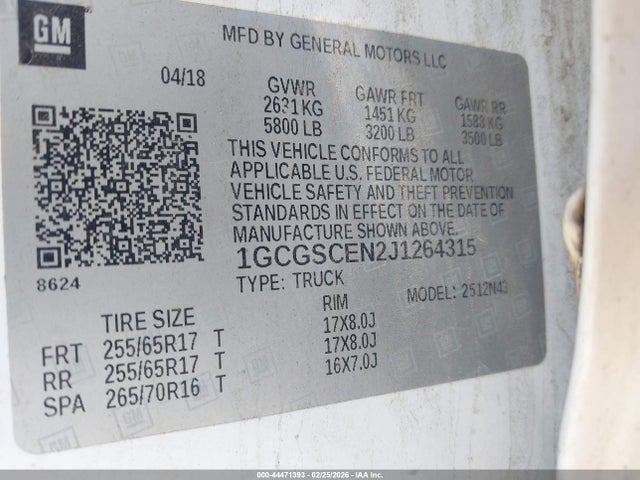 GM
MFD BY GENERAL MOTORS LLC
04/18
GVWR GAWR FRT GAWR RR
2631 KG 1451 KG 1588 KG
5800 LB 3200 LB 3500 LB
THIS VEHICLE CONFORMS TO ALL
APPLICABLE U.S. FEDERAL MOTOR
VEHICLE SAFETY AND THEFT PREVENTION
STANDARDS IN EFFECT ON THE DATE OF
MANUFACTURE SHOWN ABOVE.
1GCGSCEN2J1264315
8624
TYPE: TRUCK MODEL: 2512N43
TIRE SIZE RIM
FRT 255/65R17 T 17X8.0J
RR 255/65R17 T 17X8.0J
SPA 265/70R16 T 16X7.0J
000-44471393 - 02/25/2026 - IAAI COPYRIGHT ©